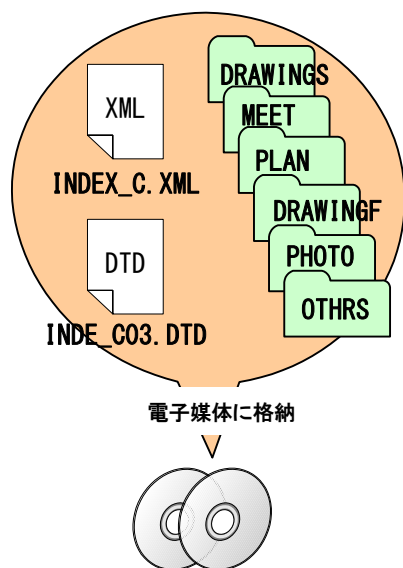 XML
INDEX_C.XML
DTD
INDE_C03.DTD
DRAWINGS
MEET
PLAN
DRAWINGF
PHOTO
OTHRS
電子媒体に格納